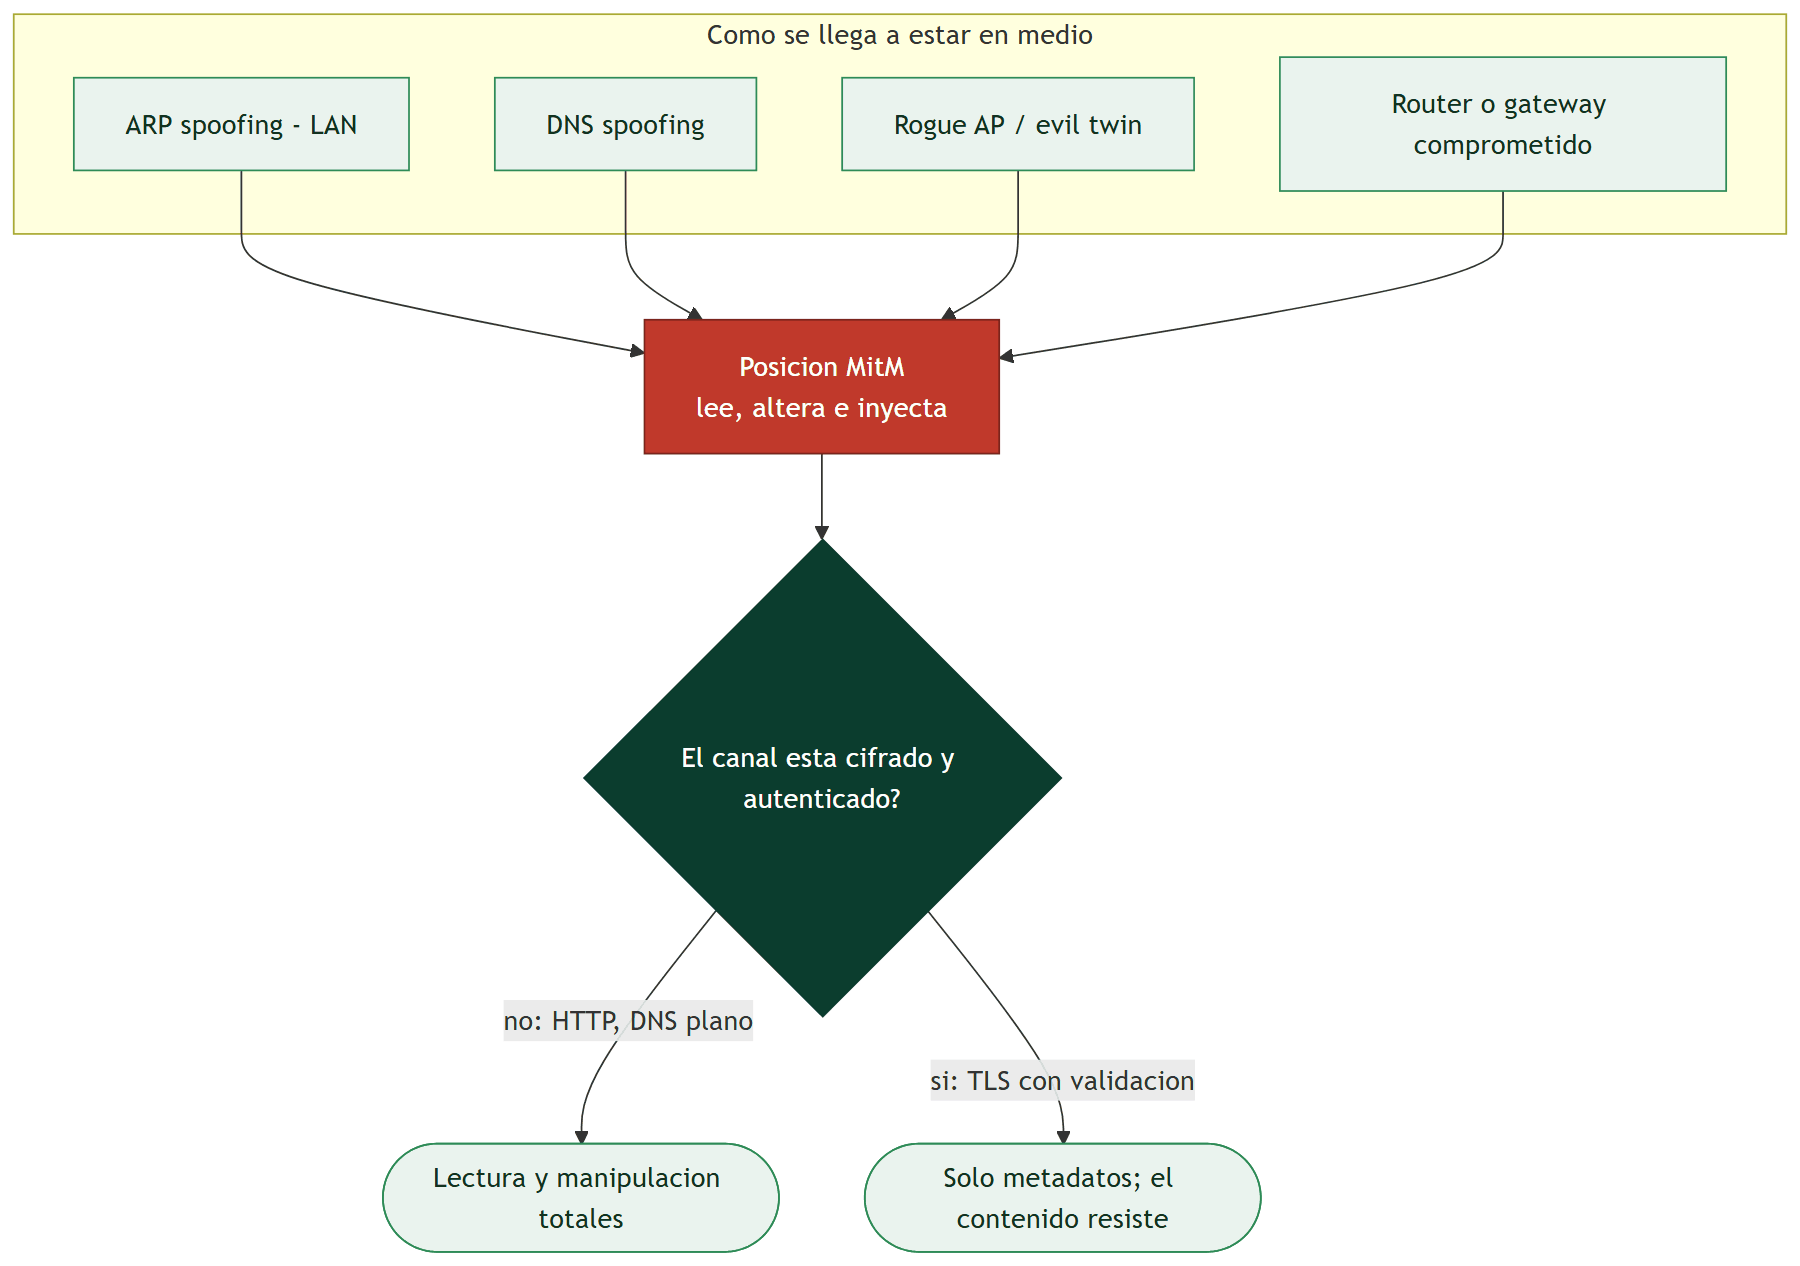 Como se llega a estar en medio
ARP spoofing - LAN
DNS spoofing
Rogue AP / evil twin
Router o gateway
comprometido
Posicion MitM
lee, altera e inyecta
El canal esta cifrado y
autenticado?
no: HTTP, DNS plano
si: TLS con validacion
Lectura y manipulacion
totales
Solo metadatos; el
contenido resiste